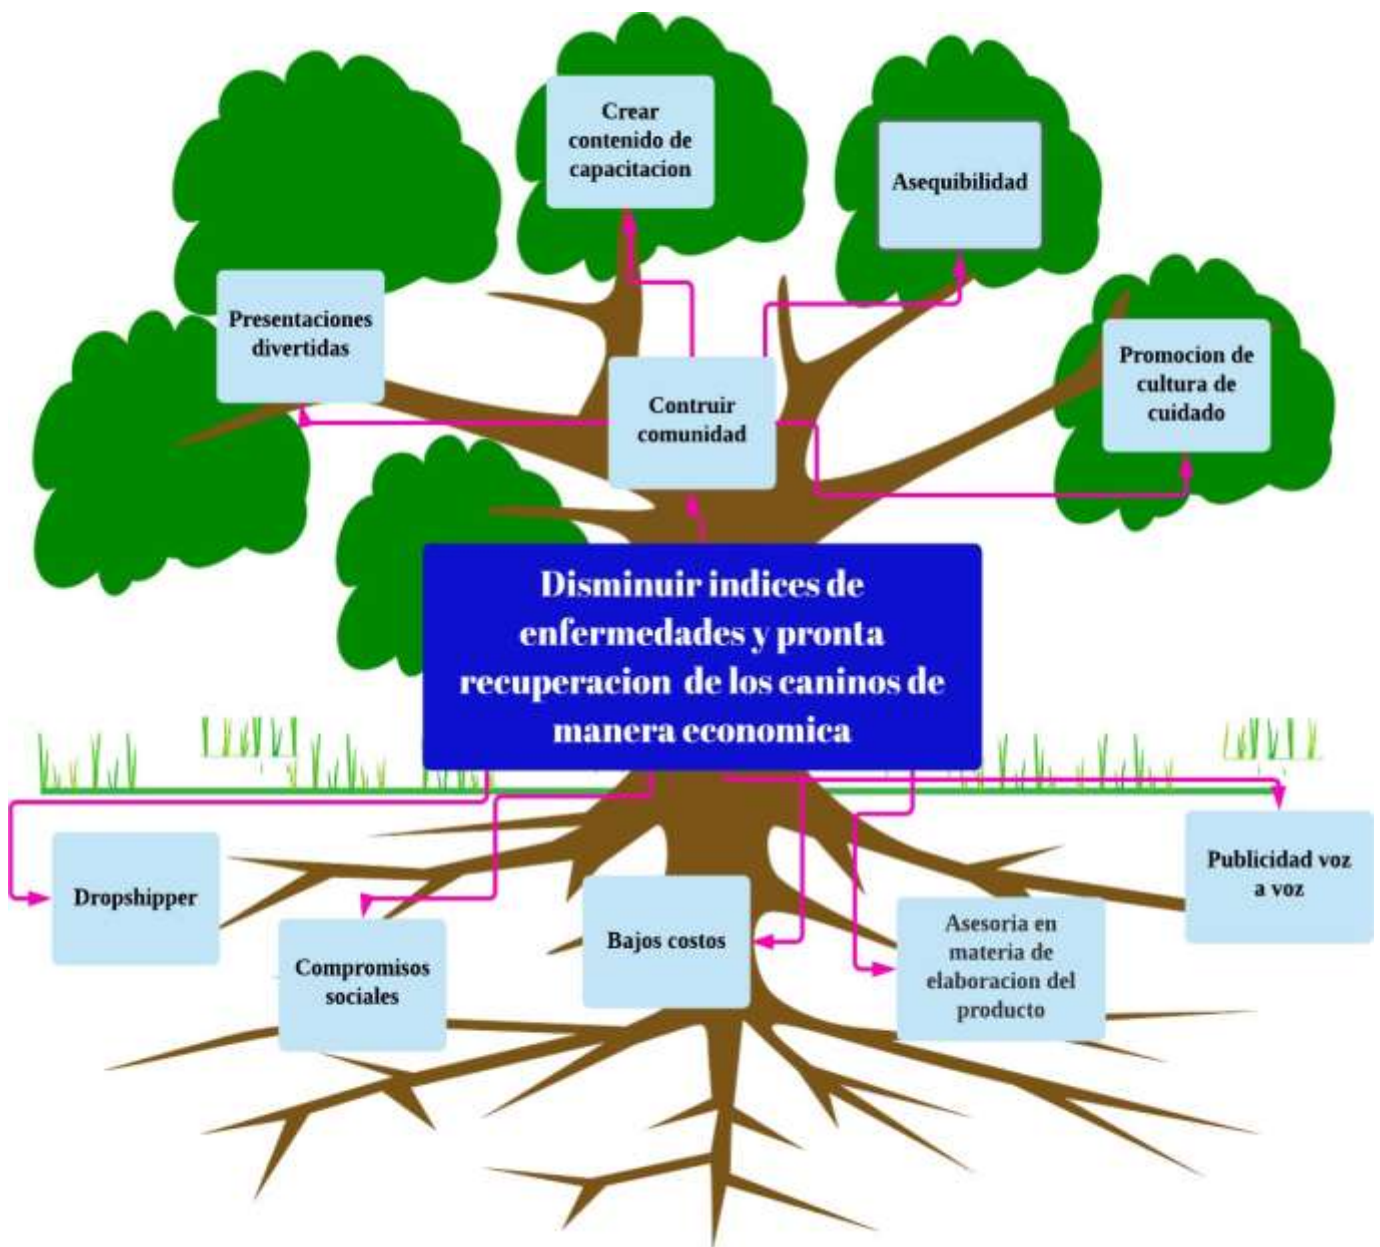 Crear
contenido de
capacitacion
Asequibilidad
Presentaciones
divertidas
Promocion de
cultura de
cuidado
Contruir
comunidad
Disminuir indices de
enfermedades y pronta
recuperacion de los caninos de
manera economica
Dropshipper
Compromisos
sociales
Bajos costos
Asesoria en
materia de
elaboracion del
producto
Publicidad voz
a voz